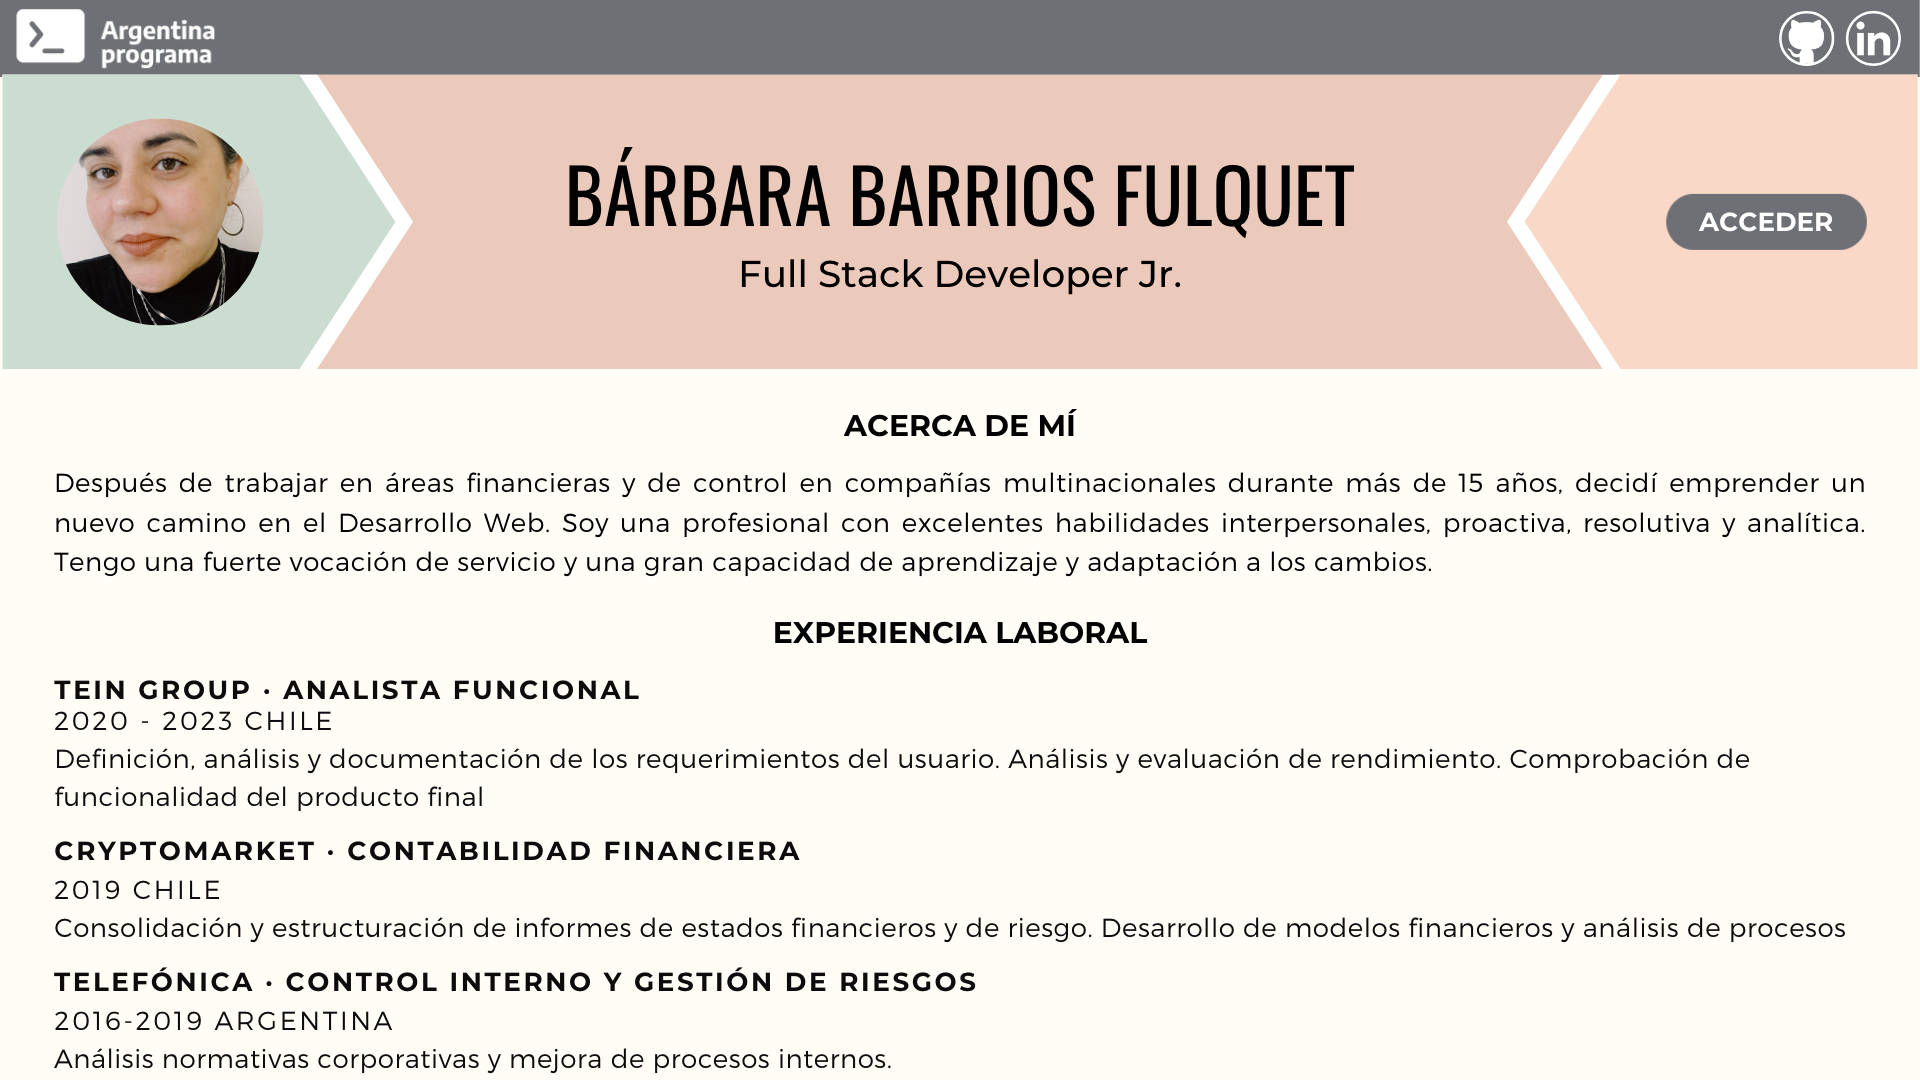 Argentina
programa
in
BÁRBARA BARRIOS FULQUET
Full Stack Developer Jr.
ACCEDER
ACERCA DE MÍ
Después de trabajar en áreas financieras y de control en compañías multinacionales durante más de 15 años, decidí emprender un
nuevo camino en el Desarrollo Web. Soy una profesional con excelentes habilidades interpersonales, proactiva, resolutiva y analítica.
Tengo una fuerte vocación de servicio y una gran capacidad de aprendizaje y adaptación a los cambios.
EXPERIENCIA LABORAL
TEIN GROUP · ANALISTA FUNCIONAL
2020 - 2023 CHILE
Definición, análisis y documentación de los requerimientos del usuario. Análisis y evaluación de rendimiento. Comprobación de
funcionalidad del producto final
CRYPTOMARKET · CONTABILIDAD FINANCIERA
2019 CHILE
Consolidación y estructuración de informes de estados financieros y de riesgo. Desarrollo de modelos financieros y análisis de procesos
TELEFÓNICA · CONTROL INTERNO Y GESTIÓN DE RIESGOS
2016-2019 ARGENTINA
Análisis normativas corporativas y mejora de procesos internos.